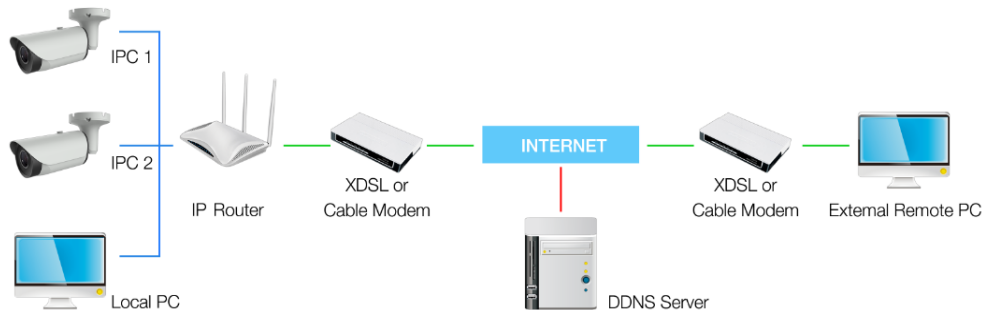 IPC 1
IPC 2
Local PC
IP Router
XDSL or
Cable Modem
INTERNET
DDNS Server
XDSL or
Cable Modem
External Remote PC